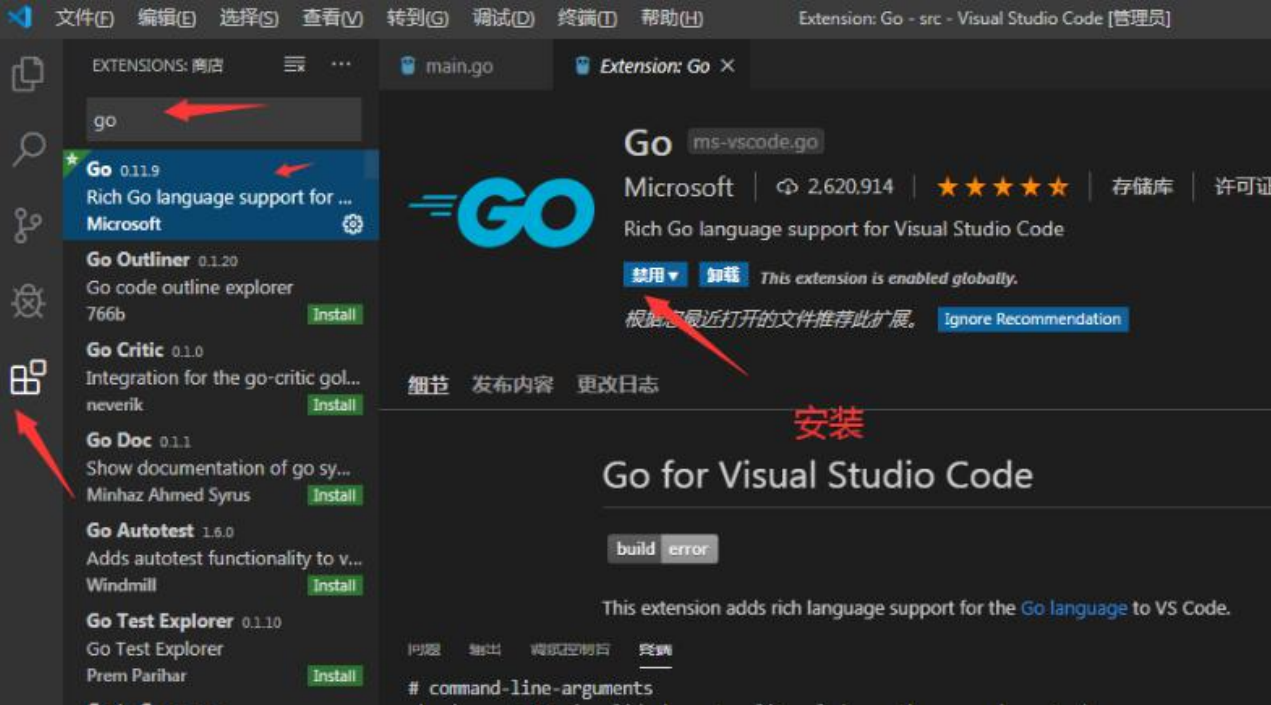 文件(F) 编辑(E) 选择(S) 查看(V) 转到(G) 调试(D) 终端(T) 帮助(H) Extension: Go - src - Visual Studio Code [管理员]
EXTENSIONS: 商店
go
Go 0.11.9
Rich Go language support for ...
Microsoft
Go Outliner 0.1.20
Go code outline explorer
766b Install
Go Critic 0.1.0
Integration for the go-critic gol...
neverik Install
Go Doc 0.1.1
Show documentation of go sy...
Minhaz Ahmed Syrus Install
Go Autotest 1.6.0
Adds autotest functionality to v...
Windmill Install
Go Test Explorer 0.1.10
Go Test Explorer
Prem Parihar Install
main.go Extension: Go
GO
Go ms-vscode.go
Microsoft 2,620,914 存储库 许可证
Rich Go language support for Visual Studio Code
禁用 卸载 This extension is enabled globally.
根据您最近打开的文件推荐此扩展。 Ignore Recommendation
细节 发布内容 更改日志
安装
Go for Visual Studio Code
build error
This extension adds rich language support for the Go language to VS Code.
问题 输出 调试控制台 终端
# command-line-arguments